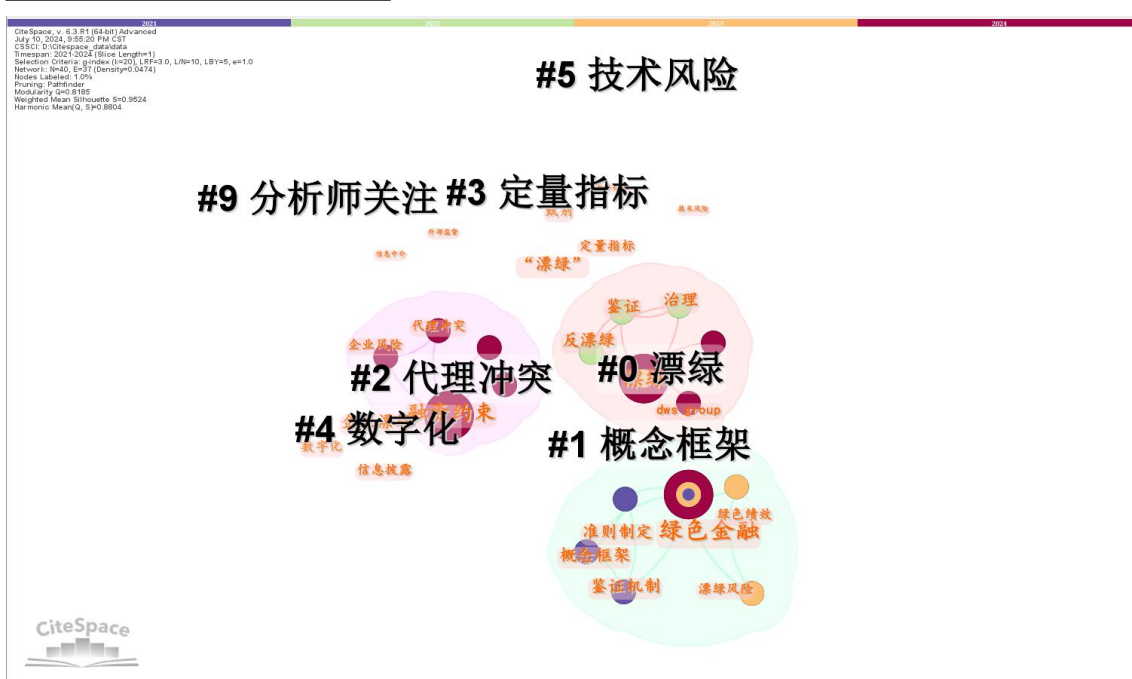 2021 2022 2023 2024
CiteSpace, v. 6.3.R1 (64-bit) Advanced
July 10, 2024, 9:55:20 PM CST
CSSCI: D:\Citespace_data\data
Timespan: 2021-2024 (Slice Length=1)
Selection Criteria: g-index (k=20), LRF=3.0, L/N=10, LBY=5, e=1.0
Network: N=40, E=37 (Density=0.0474)
Nodes Labeled: 1.0%
Pruning: Pathfinder
Modularity Q=0.8185
Weighted Mean Silhouette S=0.9524
Harmonic Mean(Q, S)=0.8804
#5 技术风险
#9 分析师关注 #3 定量指标
技术风险
外部监督
信息中介
定量指标
“漂绿”
鉴证 治理
代理冲突
反漂绿
企业风险
#2 代理冲突
#0 漂绿
dws group
融资约束
#4 数字化
数字化
#1 概念框架
信息披露
绿色绩效
准则制定 绿色金融
概念框架
鉴证机制 漂绿风险
CiteSpace